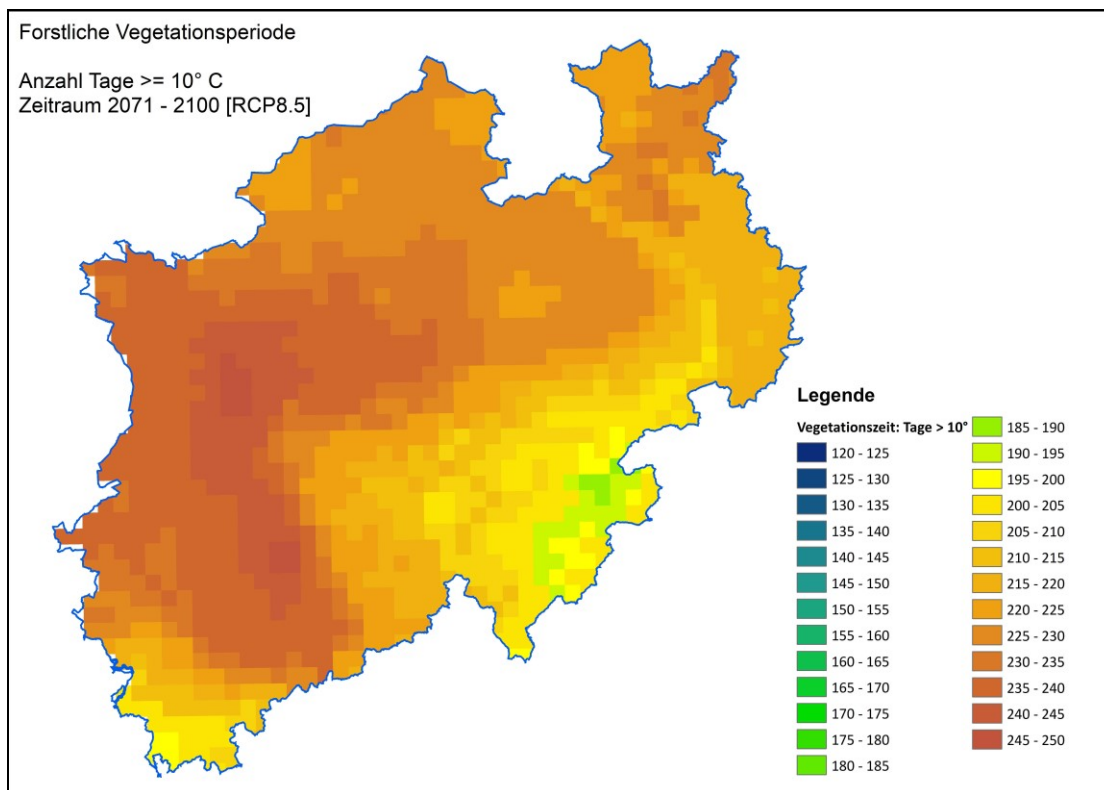 Forstliche Vegetationsperiode
Anzahl Tage >= 10° C
Zeitraum 2071 - 2100 [RCP8.5]
Legende
Vegetationszeit: Tage > 10°
120 - 125
125 - 130
130 - 135
135 - 140
140 - 145
145 - 150
150 - 155
155 - 160
160 - 165
165 - 170
170 - 175
175 - 180
180 - 185
185 - 190
190 - 195
195 - 200
200 - 205
205 - 210
210 - 215
215 - 220
220 - 225
225 - 230
230 - 235
235 - 240
240 - 245
245 - 250